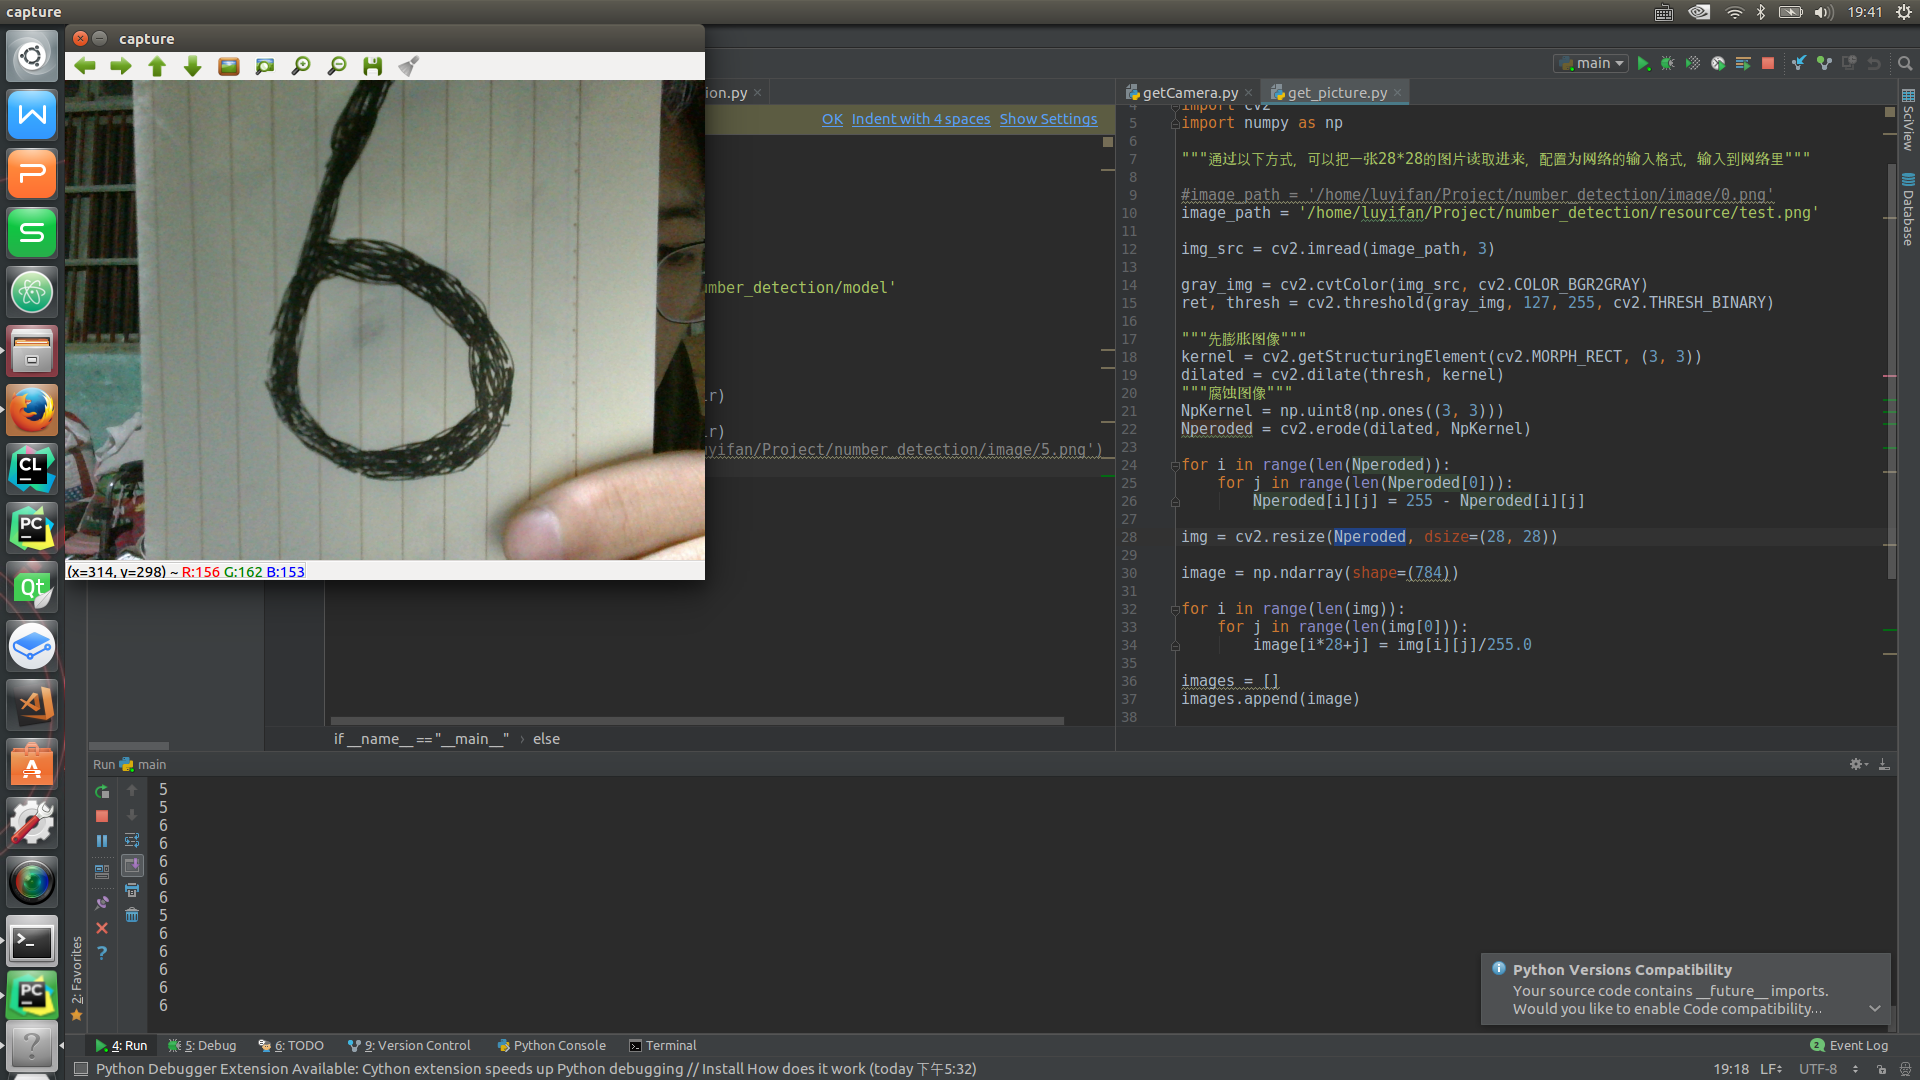 capture
19:41
capture
main
ion.py
getCamera.py
get_picture.py
OK Indent with 4 spaces Show Settings
umber_detection/model'
ir)
ir)
uyifan/Project/number_detection/image/5.png')
4 import cv2
5 import numpy as np
6
7 """通过以下方式，可以把一张28*28的图片读取进来，配置为网络的输入格式，输入到网络里"""
8
9 #image_path = '/home/luyifan/Project/number_detection/image/0.png'
10 image_path = '/home/luyifan/Project/number_detection/resource/test.png'
11
12 img_src = cv2.imread(image_path, 3)
13
14 gray_img = cv2.cvtColor(img_src, cv2.COLOR_BGR2GRAY)
15 ret, thresh = cv2.threshold(gray_img, 127, 255, cv2.THRESH_BINARY)
16
17 """先膨胀图像"""
18 kernel = cv2.getStructuringElement(cv2.MORPH_RECT, (3, 3))
19 dilated = cv2.dilate(thresh, kernel)
20 """腐蚀图像"""
21 NpKernel = np.uint8(np.ones((3, 3)))
22 Nperoded = cv2.erode(dilated, NpKernel)
23
24 for i in range(len(Nperoded)):
25 for j in range(len(Nperoded[0])):
26 Nperoded[i][j] = 255 - Nperoded[i][j]
27
28 img = cv2.resize(Nperoded, dsize=(28, 28))
29
30 image = np.ndarray(shape=(784))
31
32 for i in range(len(img)):
33 for j in range(len(img[0])):
34 image[i*28+j] = img[i][j]/255.0
35
36 images = []
37 images.append(image)
38
SciView
Database
6
(x=314, y=298) ~ R:156 G:162 B:153
if __name__ == "__main__" › else
Run main
5
5
6
6
6
6
6
5
6
6
6
6
6
2: Favorites
Python Versions Compatibility
Your source code contains __future__ imports.
Would you like to enable Code compatibility...
4: Run 5: Debug 6: TODO 9: Version Control Python Console Terminal
2 Event Log
Python Debugger Extension Available: Cython extension speeds up Python debugging // Install How does it work (today 下午5:32)
19:18 LF UTF-8